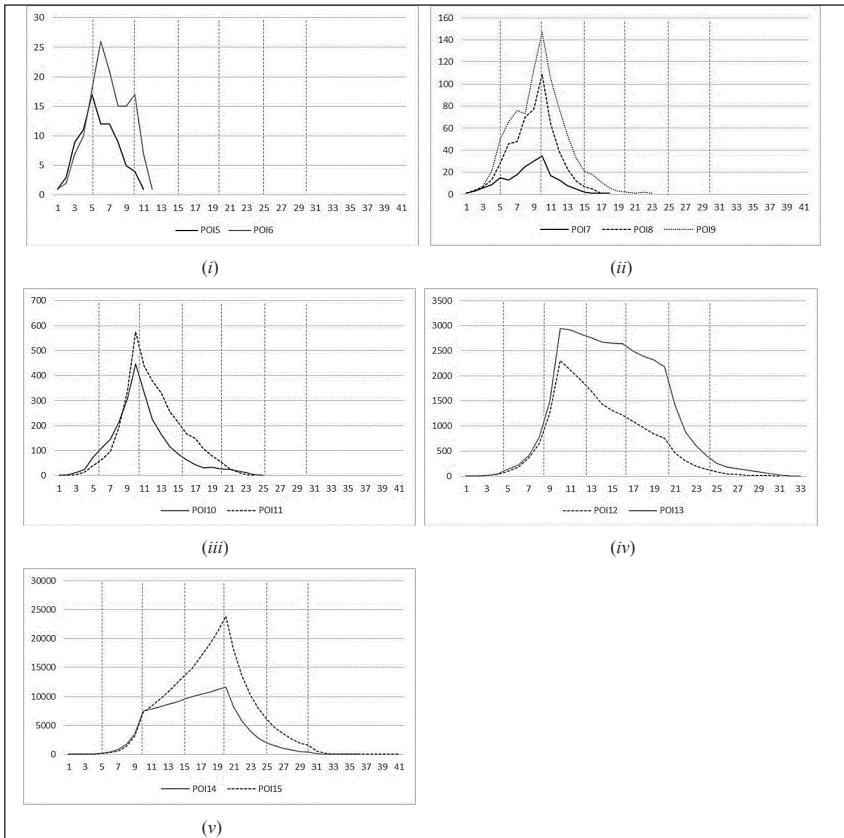 30
25
20
15
10
5
0
1 3 5 7 9 11 13 15 17 19 21 23 25 27 29 31 33 35 37 39 41
POI5 POI6
(i)
160
140
120
100
80
60
40
20
0
1 3 5 7 9 11 13 15 17 19 21 23 25 27 29 31 33 35 37 39 41
POI7 POI8 POI9
(ii)
700
600
500
400
300
200
100
0
1 3 5 7 9 11 13 15 17 19 21 23 25 27 29 31 33 35 37 39 41
POI10 POI11
(iii)
3500
3000
2500
2000
1500
1000
500
0
1 3 5 7 9 11 13 15 17 19 21 23 25 27 29 31 33
POI12 POI13
(iv)
30000
25000
20000
15000
10000
5000
0
1 3 5 7 9 11 13 15 17 19 21 23 25 27 29 31 33 35 37 39 41
POI14 POI15
(v)